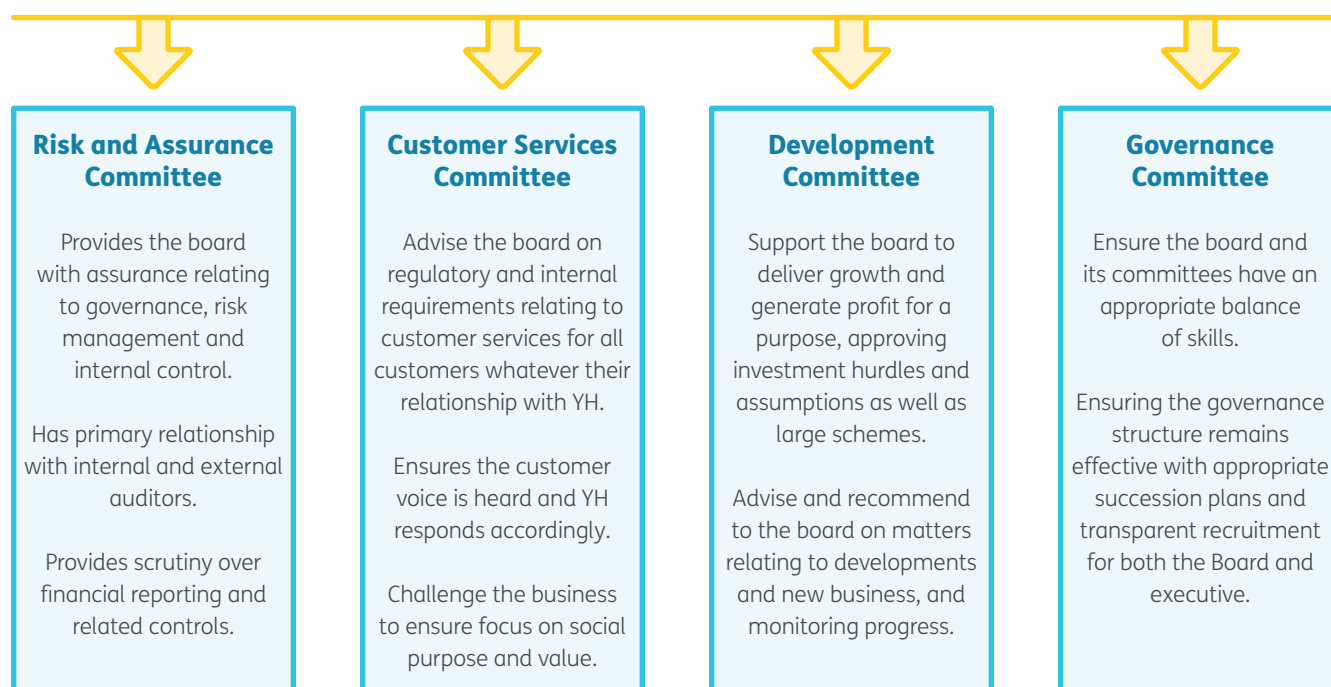 Risk and Assurance
Committee
Provides the board
with assurance relating
to governance, risk
management and
internal control.
Has primary relationship
with internal and external
auditors.
Provides scrutiny over
financial reporting and
related controls.
Customer Services
Committee
Advise the board on
regulatory and internal
requirements relating to
customer services for all
customers whatever their
relationship with YH.
Ensures the customer
voice is heard and YH
responds accordingly.
Challenge the business
to ensure focus on social
purpose and value.
Development
Committee
Support the board to
deliver growth and
generate profit for a
purpose, approving
investment hurdles and
assumptions as well as
large schemes.
Advise and recommend
to the board on matters
relating to developments
and new business, and
monitoring progress.
Governance
Committee
Ensure the board and
its committees have an
appropriate balance
of skills.
Ensuring the governance
structure remains
effective with appropriate
succession plans and
transparent recruitment
for both the Board and
executive.